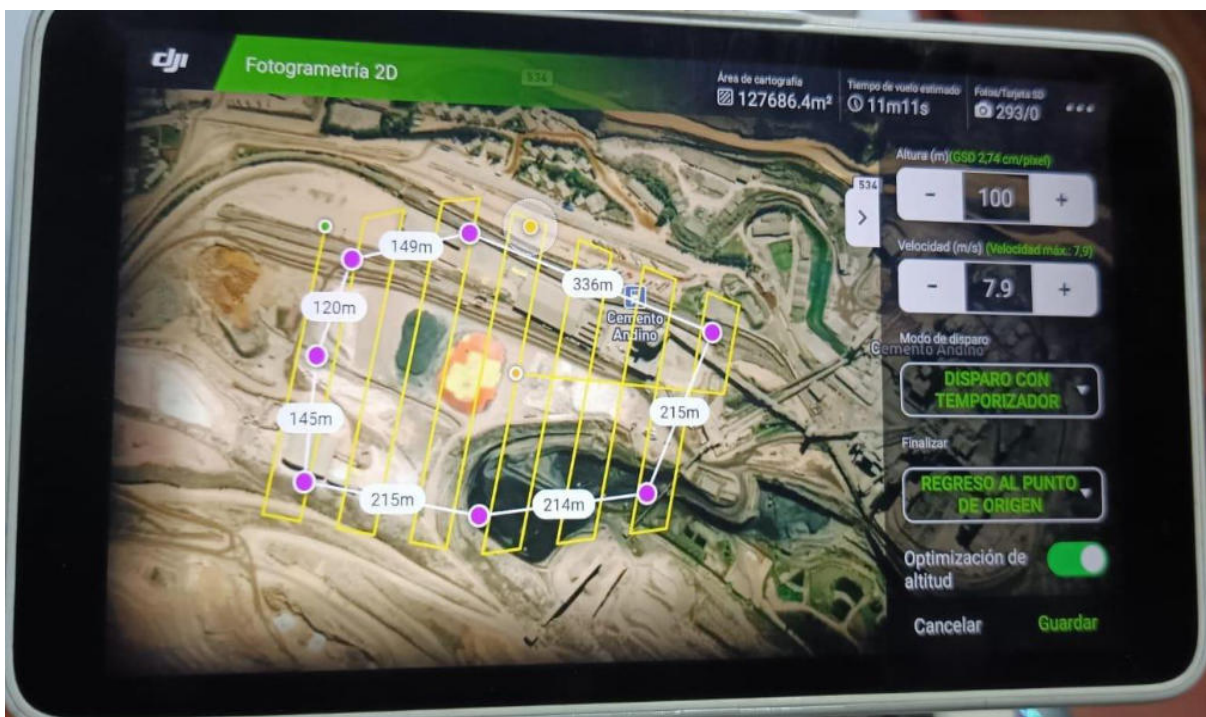 dji
Fotogrametría 2D
534
Área de cartografía
127686.4m²
Tiempo de vuelo estimado
11m11s
Fotos/Tarjeta SD
293/0
Altura (m)(GSD 2,74 cm/pixel)
- 100 +
534
Velocidad (m/s) (Velocidad máx.: 7,9)
- 7.9 +
Modo de disparo
DISPARO CON
TEMPORIZADOR
Finalizar
REGRESO AL PUNTO
DE ORIGEN
Optimización de
altitud
Cancelar
Guardar
149m
120m
336m
Cemento
Andino
Cemento Andino
145m
215m
215m
214m